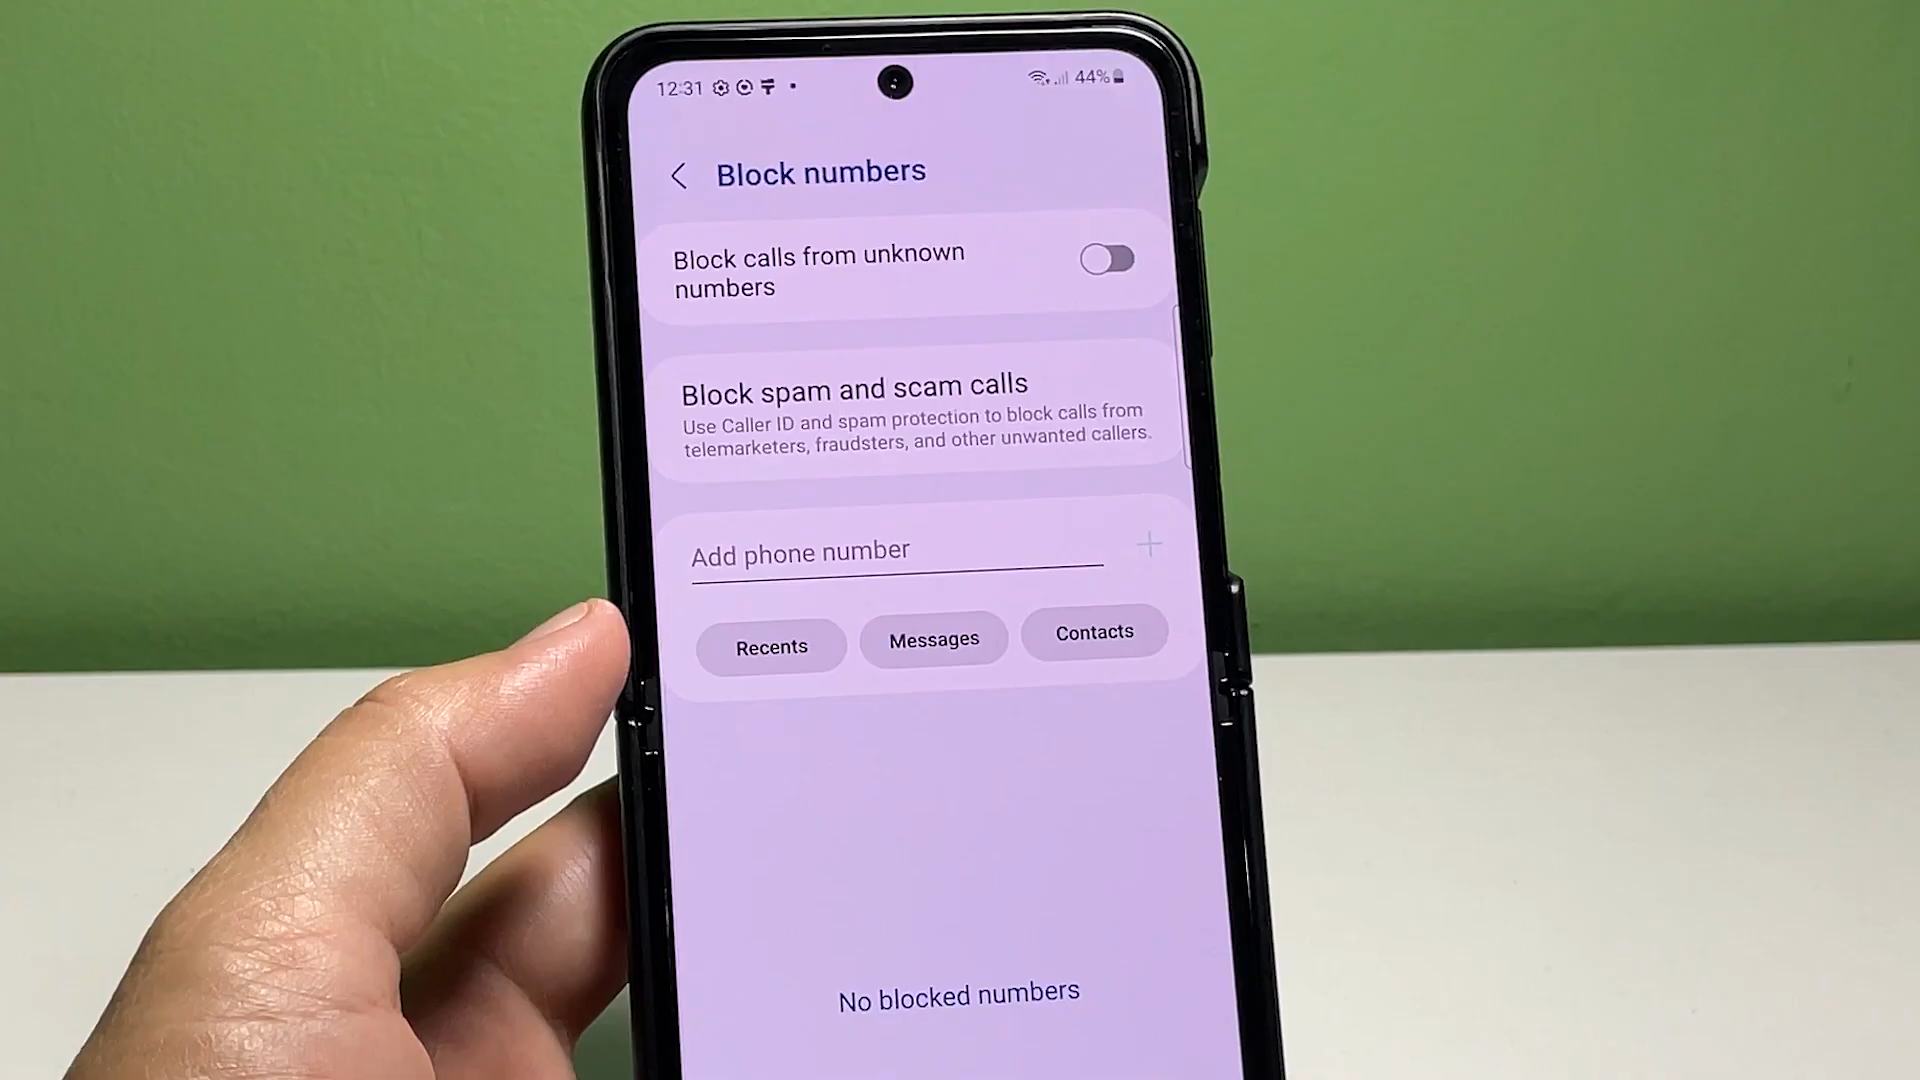 12:31 44%
Block numbers
Block calls from unknown
numbers
Block spam and scam calls
Use Caller ID and spam protection to block calls from
telemarketers, fraudsters, and other unwanted callers.
Add phone number
Recents Messages Contacts
No blocked numbers